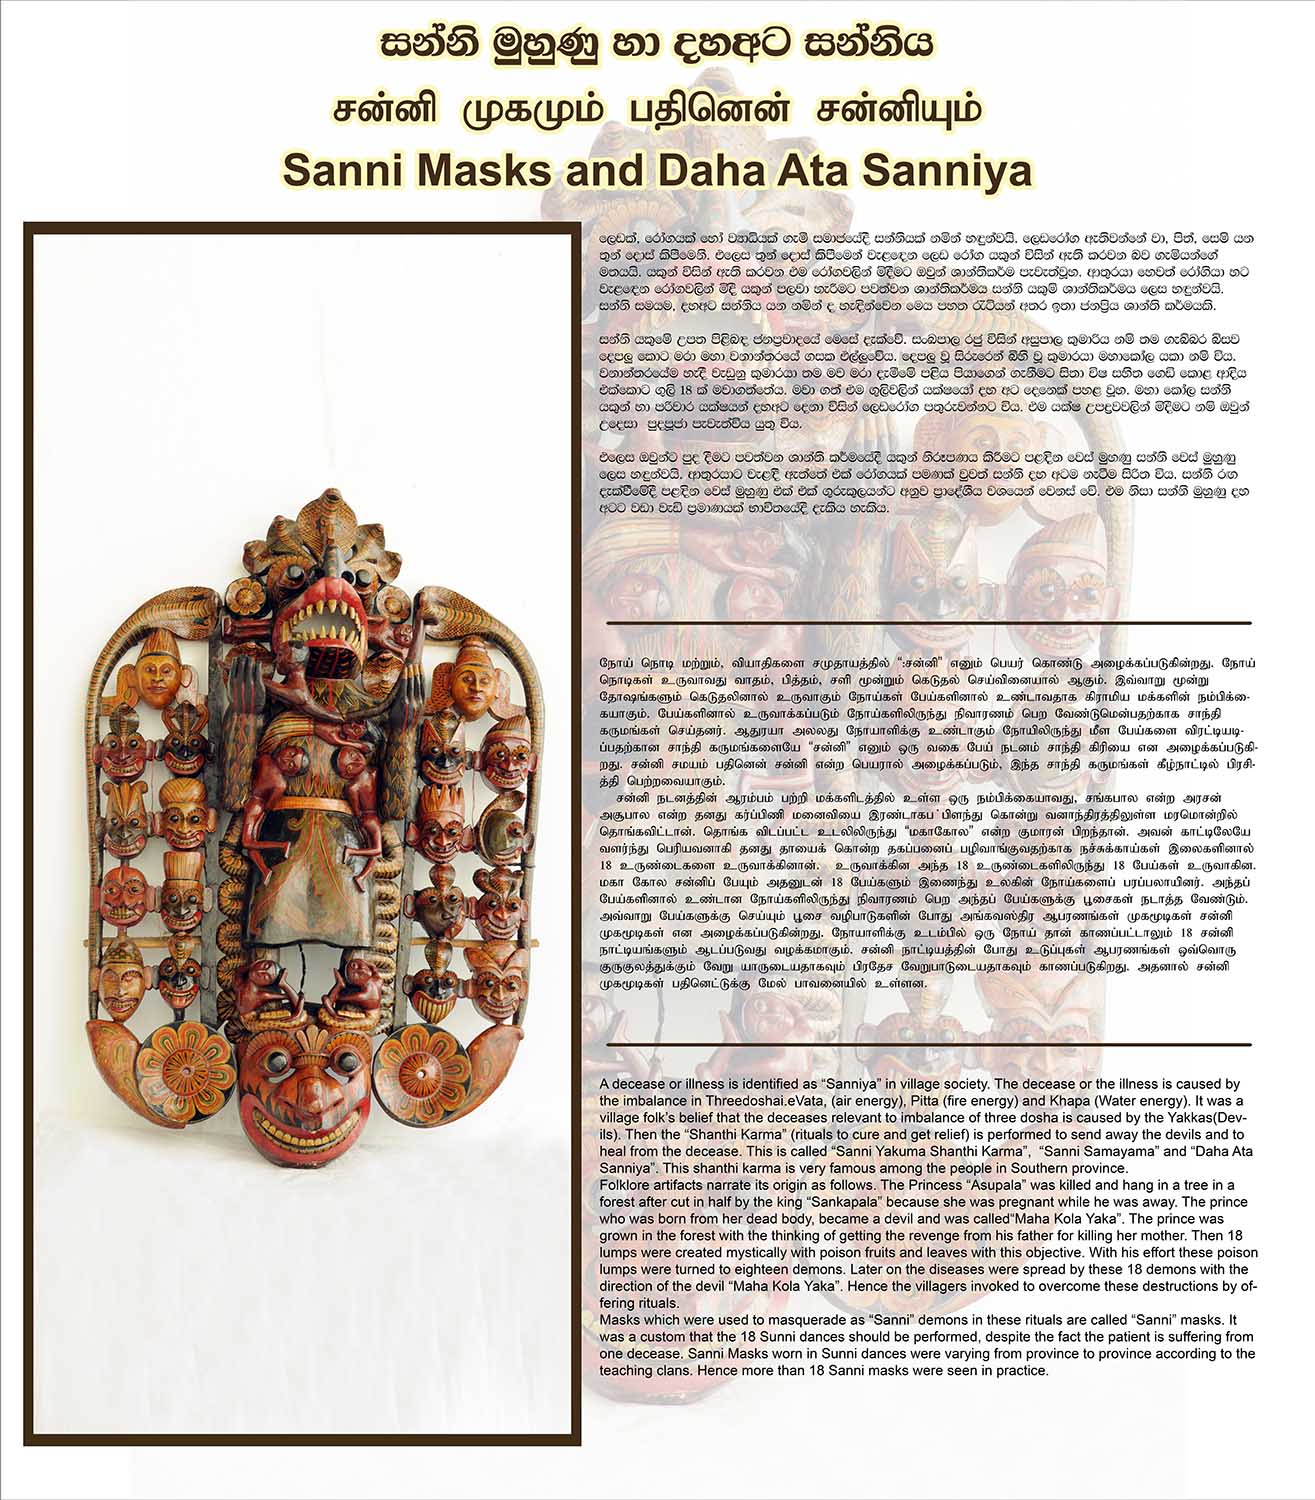 සන්නි මුහුණු හා දහඅට සන්නිය
சன்னி முகமும் பதினென் சன்னியும்
Sanni Masks and Daha Ata Sanniya
ලෙඩක්, රෝගයක් හෝ ව්‍යාධියක් ගැමි සමාජයේදී සන්නියක් නමින් හඳුන්වයි. ලෙඩරෝග ඇතිවන්නේ වා, පිත්, සෙම් යන
තුන් දොස් කිපීමෙනි. එලෙස තුන් දොස් කිපීමෙන් වැළඳෙන ලෙඩ රෝග යකුන් විසින් ඇති කරවන බව ගැමියන්ගේ
මතයයි. යකුන් විසින් ඇති කරවන එම රෝගවලින් මිදීමට ඔවුන් ශාන්තිකර්ම පැවැත්වූහ. ආතුරයා හෙවත් රෝගියා හට
වැළඳෙන රෝගවලින් මිදී යකුන් පලවා හැරීමට පවත්වන ශාන්තිකර්මය සන්නි යකුම් ශාන්තිකර්මය ලෙස හඳුන්වයි.
සන්නි සමයම, දහඅට සන්නිය යන නමින් ද හැඳින්වෙන මෙය පහත රැටියන් අතර ඉතා ජනප්‍රිය ශාන්ති කර්මයකි.
සන්නි යකුමේ උපත පිළිබඳ ජනප්‍රවාදයේ මෙසේ දැක්වේ. සංඛපාල රජු විසින් අසුපාල කුමාරිය නම් තම ගැබ්බර බිසව
දෙපලු කොට මරා මහා වනාන්තරයේ ගසක එල්ලුවේය. දෙපලු වූ සිරුරෙන් බිහි වූ කුමාරයා මහාකෝල යකා නම් විය.
වනාන්තරයේම හැදී වැඩුනු කුමාරයා තම මව මරා දැමීමේ පළිය පියාගෙන් ගැනීමට සිතා විෂ සහිත ගෙඩි කොළ ආදිය
එක්කොට ගුලි 18 ක් මවාගත්තේය. මවා ගත් එම ගුලිවලින් යක්ෂයෝ දහ අට දෙනෙක් පහළ වූහ. මහා කෝල සන්නි
යකුන් හා පරිවාර යක්ෂයන් දහඅට දෙනා විසින් ලෙඩරෝග පතුරුවන්නට විය. එම යක්ෂ උපද්‍රවවලින් මිදීමට නම් ඔවුන්
උදෙසා පුදපූජා පැවැත්විය යුතු විය.
එලෙස ඔවුන්ට පුද දීමට පවත්වන ශාන්ති කර්මයේදී යකුන් නිරූපණය කිරීමට පළඳින වෙස් මුහුණු සන්නි වෙස් මුහුණු
ලෙස හඳුන්වයි. ආතුරයාට වැළඳී ඇත්තේ එක් රෝගයක් පමණක් වුවත් සන්නි දහ අටම නැටීම සිරිත විය. සන්නි රඟ
දැක්වීමේදී පළඳින වෙස් මුහුණු එක් එක් ගුරුකුලයන්ට අනුව ප්‍රාදේශීය වශයෙන් වෙනස් වේ. එම නිසා සන්නි මුහුණු දහ
අටට වඩා වැඩි ප්‍රමාණයක් භාවිතයේදී දැකිය හැකිය.
நோய் நொடி மற்றும், வியாதிகளை சமுதாயத்தில் “:சன்னி” எனும் பெயர் கொண்டு அழைக்கப்படுகின்றது. நோய்
நொடிகள் உருவாவது வாதம், பித்தம், சளி மூன்றும் கெடுதல் செய்வினையால் ஆகும். இவ்வாறு மூன்று
தோஷங்களும் கெடுதலினால் உருவாகும் நோய்கள் பேய்களினால் உண்டாவதாக கிராமிய மக்களின் நம்பிக்கை-
கயாகும். பேய்களினால் உருவாக்கப்படும் நோய்களிலிருந்து நிவாரணம் பெற வேண்டுமென்பதற்காக சாந்தி
கருமங்கள் செய்தனர். ஆதுரயா அலலது நோயாளிக்கு உண்டாகும் நோயிலிருந்து மீள பேய்களை விரட்டியடி-
ப்பதற்கான சாந்தி கருமங்களையே “சன்னி” எனும் ஒரு வகை பேய் நடனம் சாந்தி கிரியை என அழைக்கப்படுகி-
றது. சன்னி சமயம் பதினென் சன்னி என்ற பெயரால் அழைக்கப்படும், இந்த சாந்தி கருமங்கள் கீழ்நாட்டில் பிரசி-
த்தி பெற்றவையாகும்.
சன்னி நடனத்தின் ஆரம்பம் பற்றி மக்களிடத்தில் உள்ள ஒரு நம்பிக்கையாவது, சங்கபால என்ற அரசன்
அசுபால என்ற தனது கர்ப்பிணி மனைவியை இரண்டாகப் பிளந்து கொன்று வனாந்திரத்திலுள்ள மரமொன்றில்
தொங்கவிட்டான். தொங்க விடப்பட்ட உடலிலிருந்து “மகாகோல” என்ற குமாரன் பிறந்தான். அவன் காட்டிலேயே
வளர்ந்து பெரியவனாகி தனது தாயைக் கொன்ற தகப்பனைப் பழிவாங்குவதற்காக நச்சுக்காய்கள் இலைகளினால்
18 உருண்டைகளை உருவாக்கினான். உருவாக்கின அந்த 18 உருண்டைகளிலிருந்து 18 பேய்கள் உருவாகின.
மகா கோல சன்னிப் பேயும் அதனுடன் 18 பேய்களும் இணைந்து உலகின் நோய்களைப் பரப்பலாயினர். அந்தப்
பேய்களினால் உண்டான நோய்களிலிருந்து நிவாரணம் பெற அந்தப் பேய்களுக்கு பூசைகள் நடாத்த வேண்டும்.
அவ்வாறு பேய்களுக்கு செய்யும் பூசை வழிபாடுகளின் போது அங்கவஸ்திர ஆபரணங்கள் முகமூடிகள் சன்னி
முகமூடிகள் என அழைக்கப்படுகின்றது. நோயாளிக்கு உடம்பில் ஒரு நோய் தான் காணப்பட்டாலும் 18 சன்னி
நாட்டியங்களும் ஆடப்படுவது வழக்கமாகும். சன்னி நாட்டியத்தின் போது உடுப்புகள் ஆபரணங்கள் ஒவ்வொரு
குருகுலத்துக்கும் வேறு யாருடையதாகவும் பிரதேச வேறுபாடுடையதாகவும் காணப்படுகிறது. அதனால் சன்னி
முகமூடிகள் பதினெட்டுக்கு மேல் பாவனையில் உள்ளன.
A decease or illness is identified as “Sanniya” in village society. The decease or the illness is caused by
the imbalance in Threedoshai.eVata, (air energy), Pitta (fire energy) and Khapa (Water energy). It was a
village folk’s belief that the deceases relevant to imbalance of three dosha is caused by the Yakkas(Dev-
ils). Then the “Shanthi Karma” (rituals to cure and get relief) is performed to send away the devils and to
heal from the decease. This is called “Sanni Yakuma Shanthi Karma”, “Sanni Samayama” and “Daha Ata
Sanniya”. This shanthi karma is very famous among the people in Southern province.
Folklore artifacts narrate its origin as follows. The Princess “Asupala” was killed and hang in a tree in a
forest after cut in half by the king “Sankapala” because she was pregnant while he was away. The prince
who was born from her dead body, became a devil and was called“Maha Kola Yaka”. The prince was
grown in the forest with the thinking of getting the revenge from his father for killing her mother. Then 18
lumps were created mystically with poison fruits and leaves with this objective. With his effort these poison
lumps were turned to eighteen demons. Later on the diseases were spread by these 18 demons with the
direction of the devil “Maha Kola Yaka”. Hence the villagers invoked to overcome these destructions by of-
fering rituals.
Masks which were used to masquerade as “Sanni” demons in these rituals are called “Sanni” masks. It
was a custom that the 18 Sunni dances should be performed, despite the fact the patient is suffering from
one decease. Sanni Masks worn in Sunni dances were varying from province to province according to the
teaching clans. Hence more than 18 Sanni masks were seen in practice.